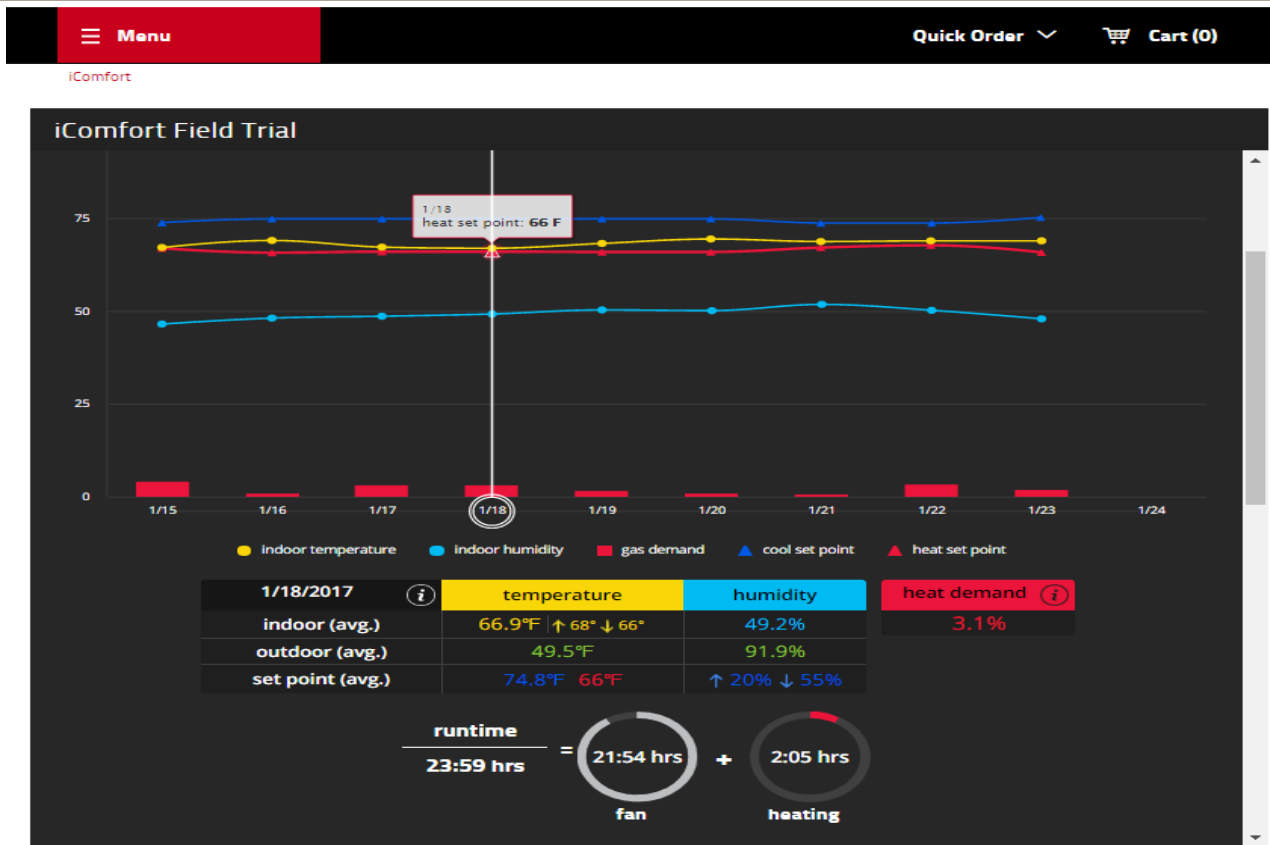 Menu Quick Order Cart (0)
iComfort
iComfort Field Trial
75
1/18
heat set point: 66 F
50
25
0
1/15 1/16 1/17 1/18 1/19 1/20 1/21 1/22 1/23 1/24
indoor temperature indoor humidity gas demand cool set point heat set point
1/18/2017 i temperature humidity heat demand i
indoor (avg.) 66.9°F ↑ 68° ↓ 66° 49.2% 3.1%
outdoor (avg.) 49.5°F 91.9%
set point (avg.) 74.8°F 66°F ↑ 20% ↓ 55%
runtime
23:59 hrs = 21:54 hrs + 2:05 hrs
fan heating